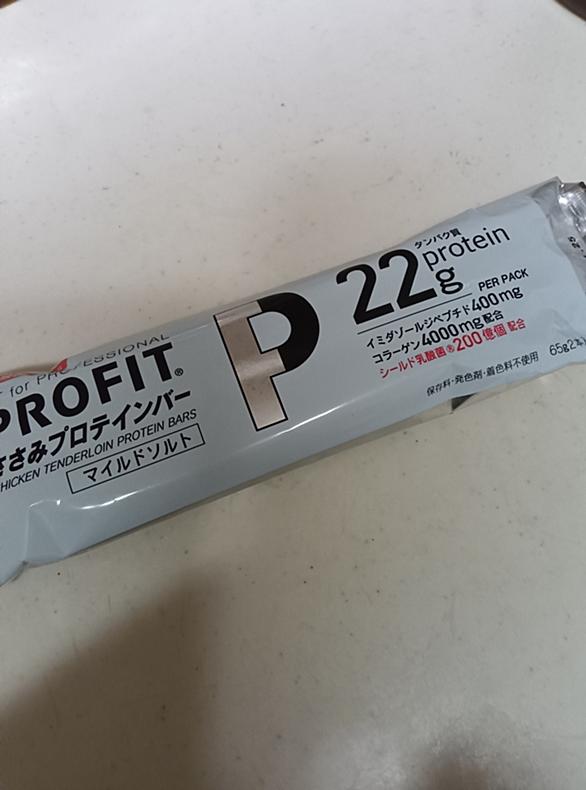 for PROFESSIONAL
PROFIT®
ささみプロテインバー
CHICKEN TENDERLOIN PROTEIN BARS
マイルドソルト
P
タンパク質
22g protein
PER PACK
イミダゾールジペプチド400mg
コラーゲン4000mg配合
シールド乳酸菌®200億個配合
保存料・発色剤・着色料不使用
65g2本